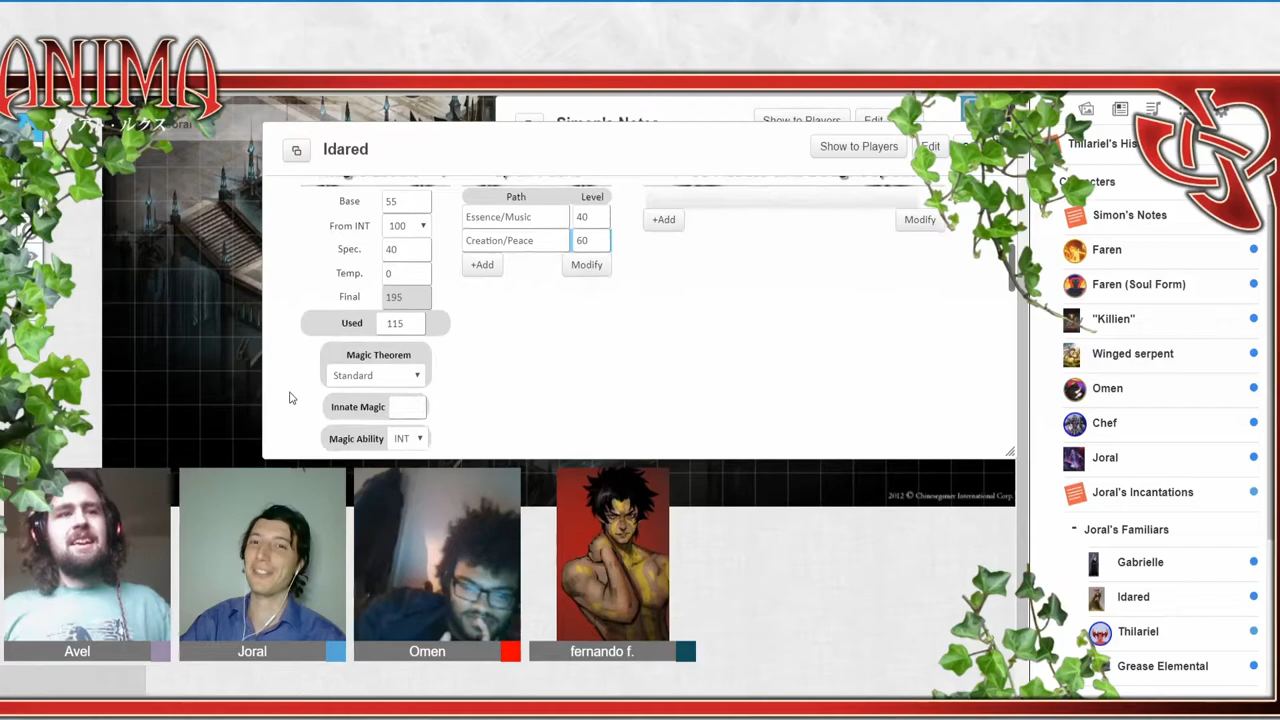 ANIMA
Simon's Notes
Show to Players
Edit
Idared
Show to Players
Edit
Thilariel's His
Base 55
From INT 100
Spec. 40
Temp. 0
Final 195
Used 115
Magic Theorem
Standard
Innate Magic
Magic Ability INT
Path Level
Essence/Music 40
Creation/Peace 60
+Add
Modify
+Add
Modify
Simon's Notes
Faren
Faren (Soul Form)
"Killien"
Winged serpent
Omen
Chef
Joral
Joral's Incantations
- Joral's Familiars
Gabrielle
Idared
Thilariel
Grease Elemental
2012 © Chinesegamer International Corp.
Avel
Joral
Omen
fernando f.